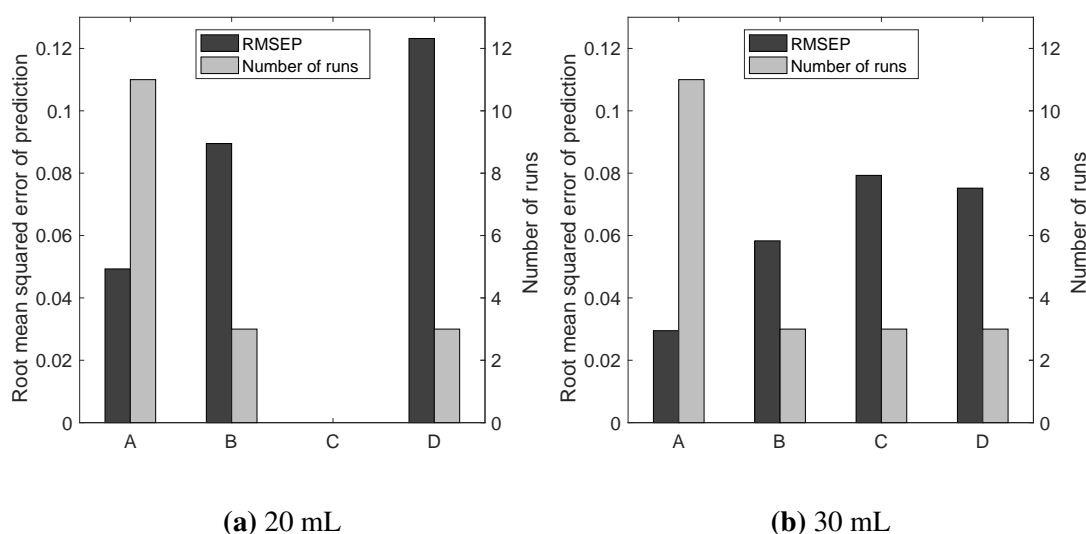 RMSEP
Number of runs
Root mean squared error of prediction
0.12
0.1
0.08
0.06
0.04
0.02
0
12
10
8
6
4
2
0
Number of runs
A B C D
(a) 20 mL
RMSEP
Number of runs
Root mean squared error of prediction
0.12
0.1
0.08
0.06
0.04
0.02
0
12
10
8
6
4
2
0
Number of runs
A B C D
(b) 30 mL